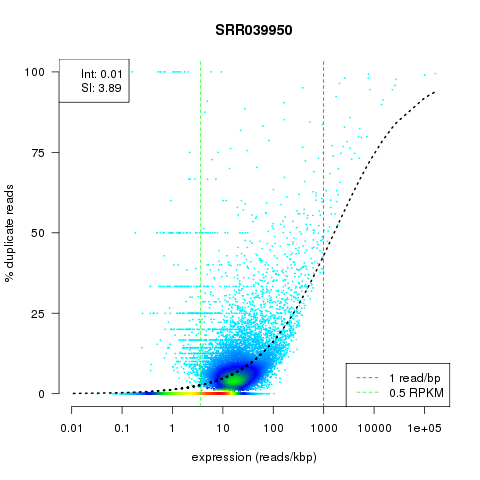 SRR039950
Int: 0.01
Sl: 3.89
% duplicate reads
100
75
50
25
0
1 read/bp
0.5 RPKM
0.01
0.1
1
10
100
1000
10000
1e+05
expression (reads/kbp)